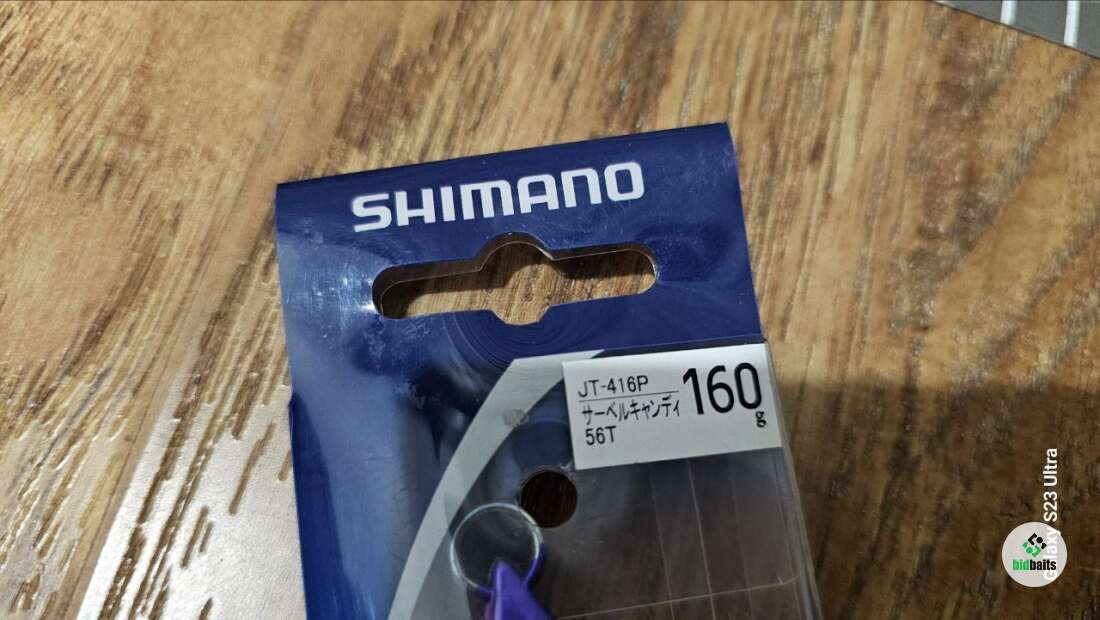 SHIMANO
JT-416P
サーベルキャンディ
56T
160
g
Galaxy S23 Ultra
bidbaits